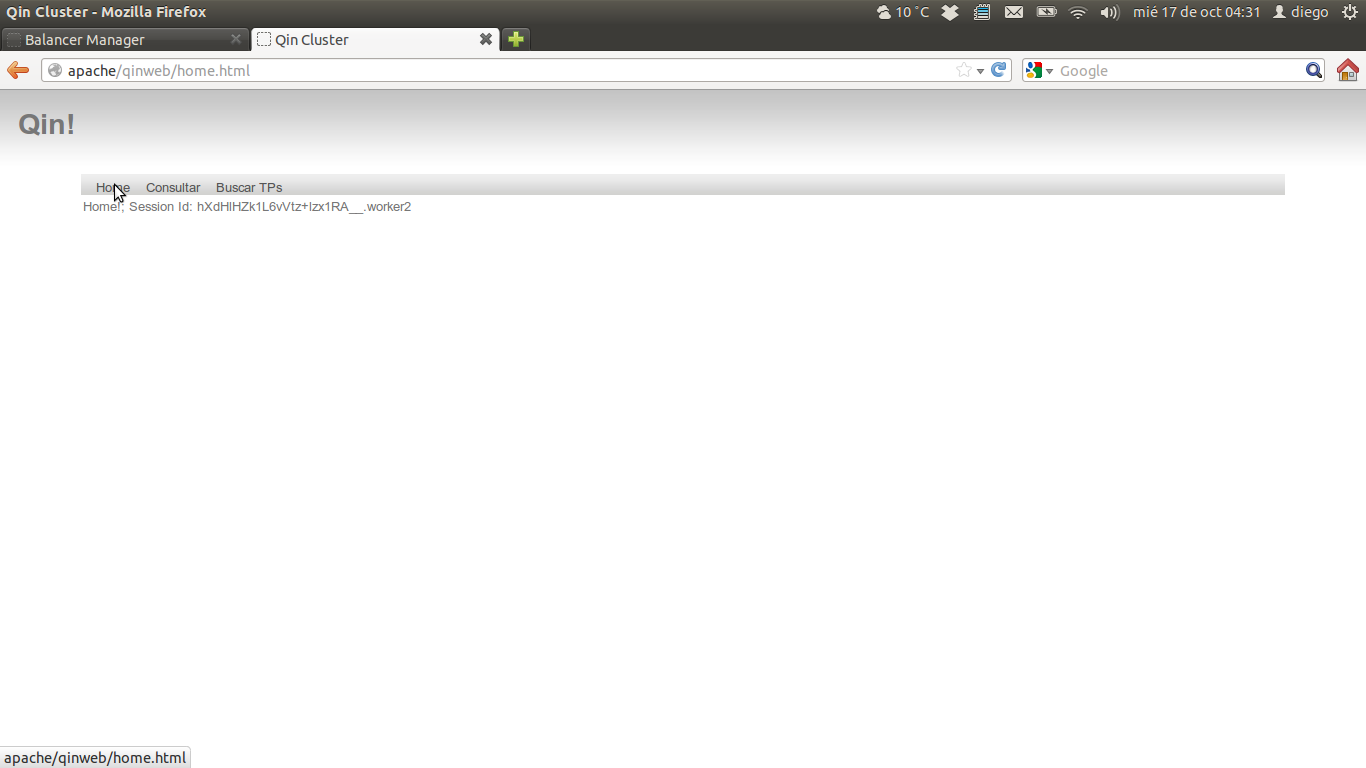 Qin Cluster - Mozilla Firefox
10 °C
mié 17 de oct 04:31
diego
Balancer Manager
Qin Cluster
apache/qinweb/home.html
Google
Qin!
Home Consultar Buscar TPs
Home!; Session Id: hXdHlHZk1L6vVtz+lzx1RA__.worker2
apache/qinweb/home.html